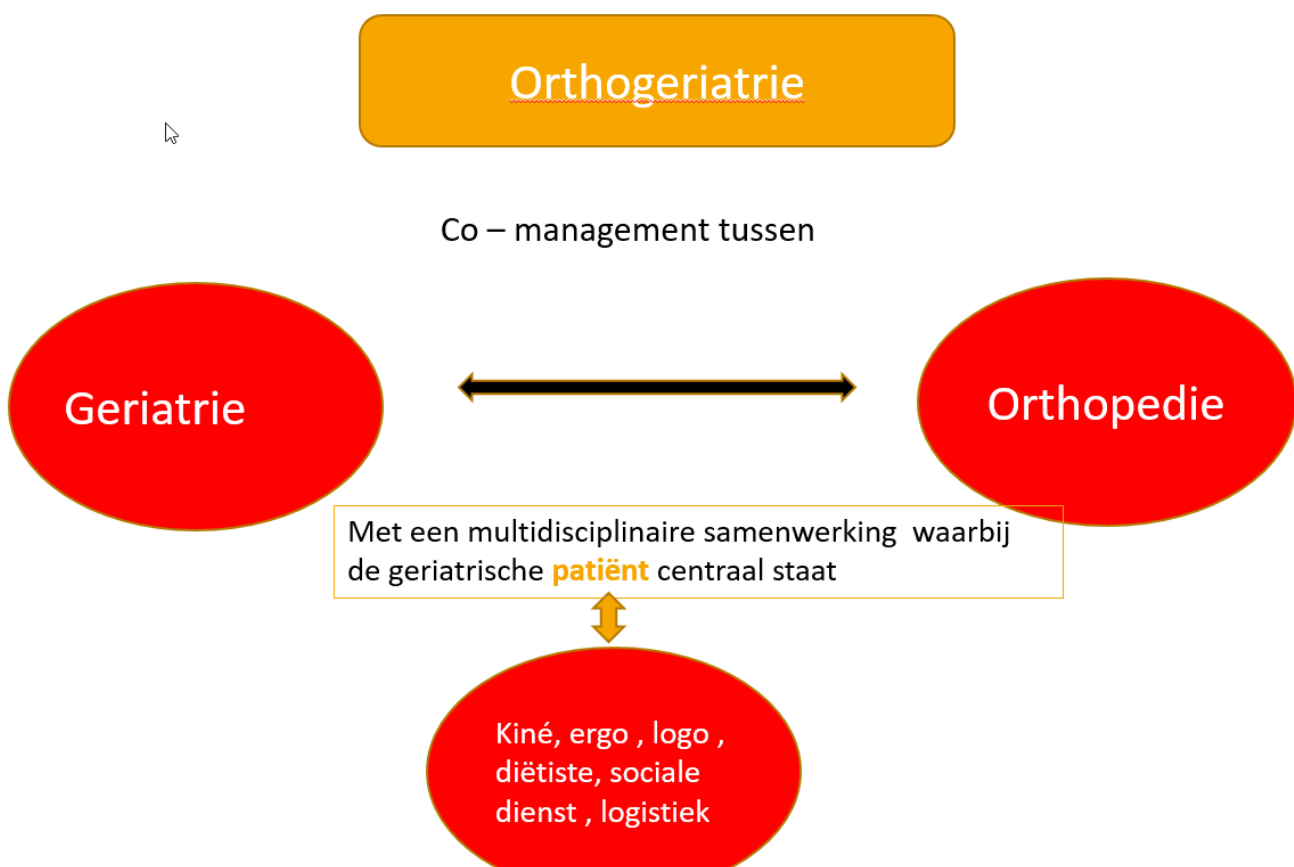 Orthogeriatrie
Co – management tussen
Geriatrie
Orthopedie
Met een multidisciplinaire samenwerking waarbij
de geriatrische patiënt centraal staat
Kiné, ergo , logo ,
diëtiste, sociale
dienst , logistiek